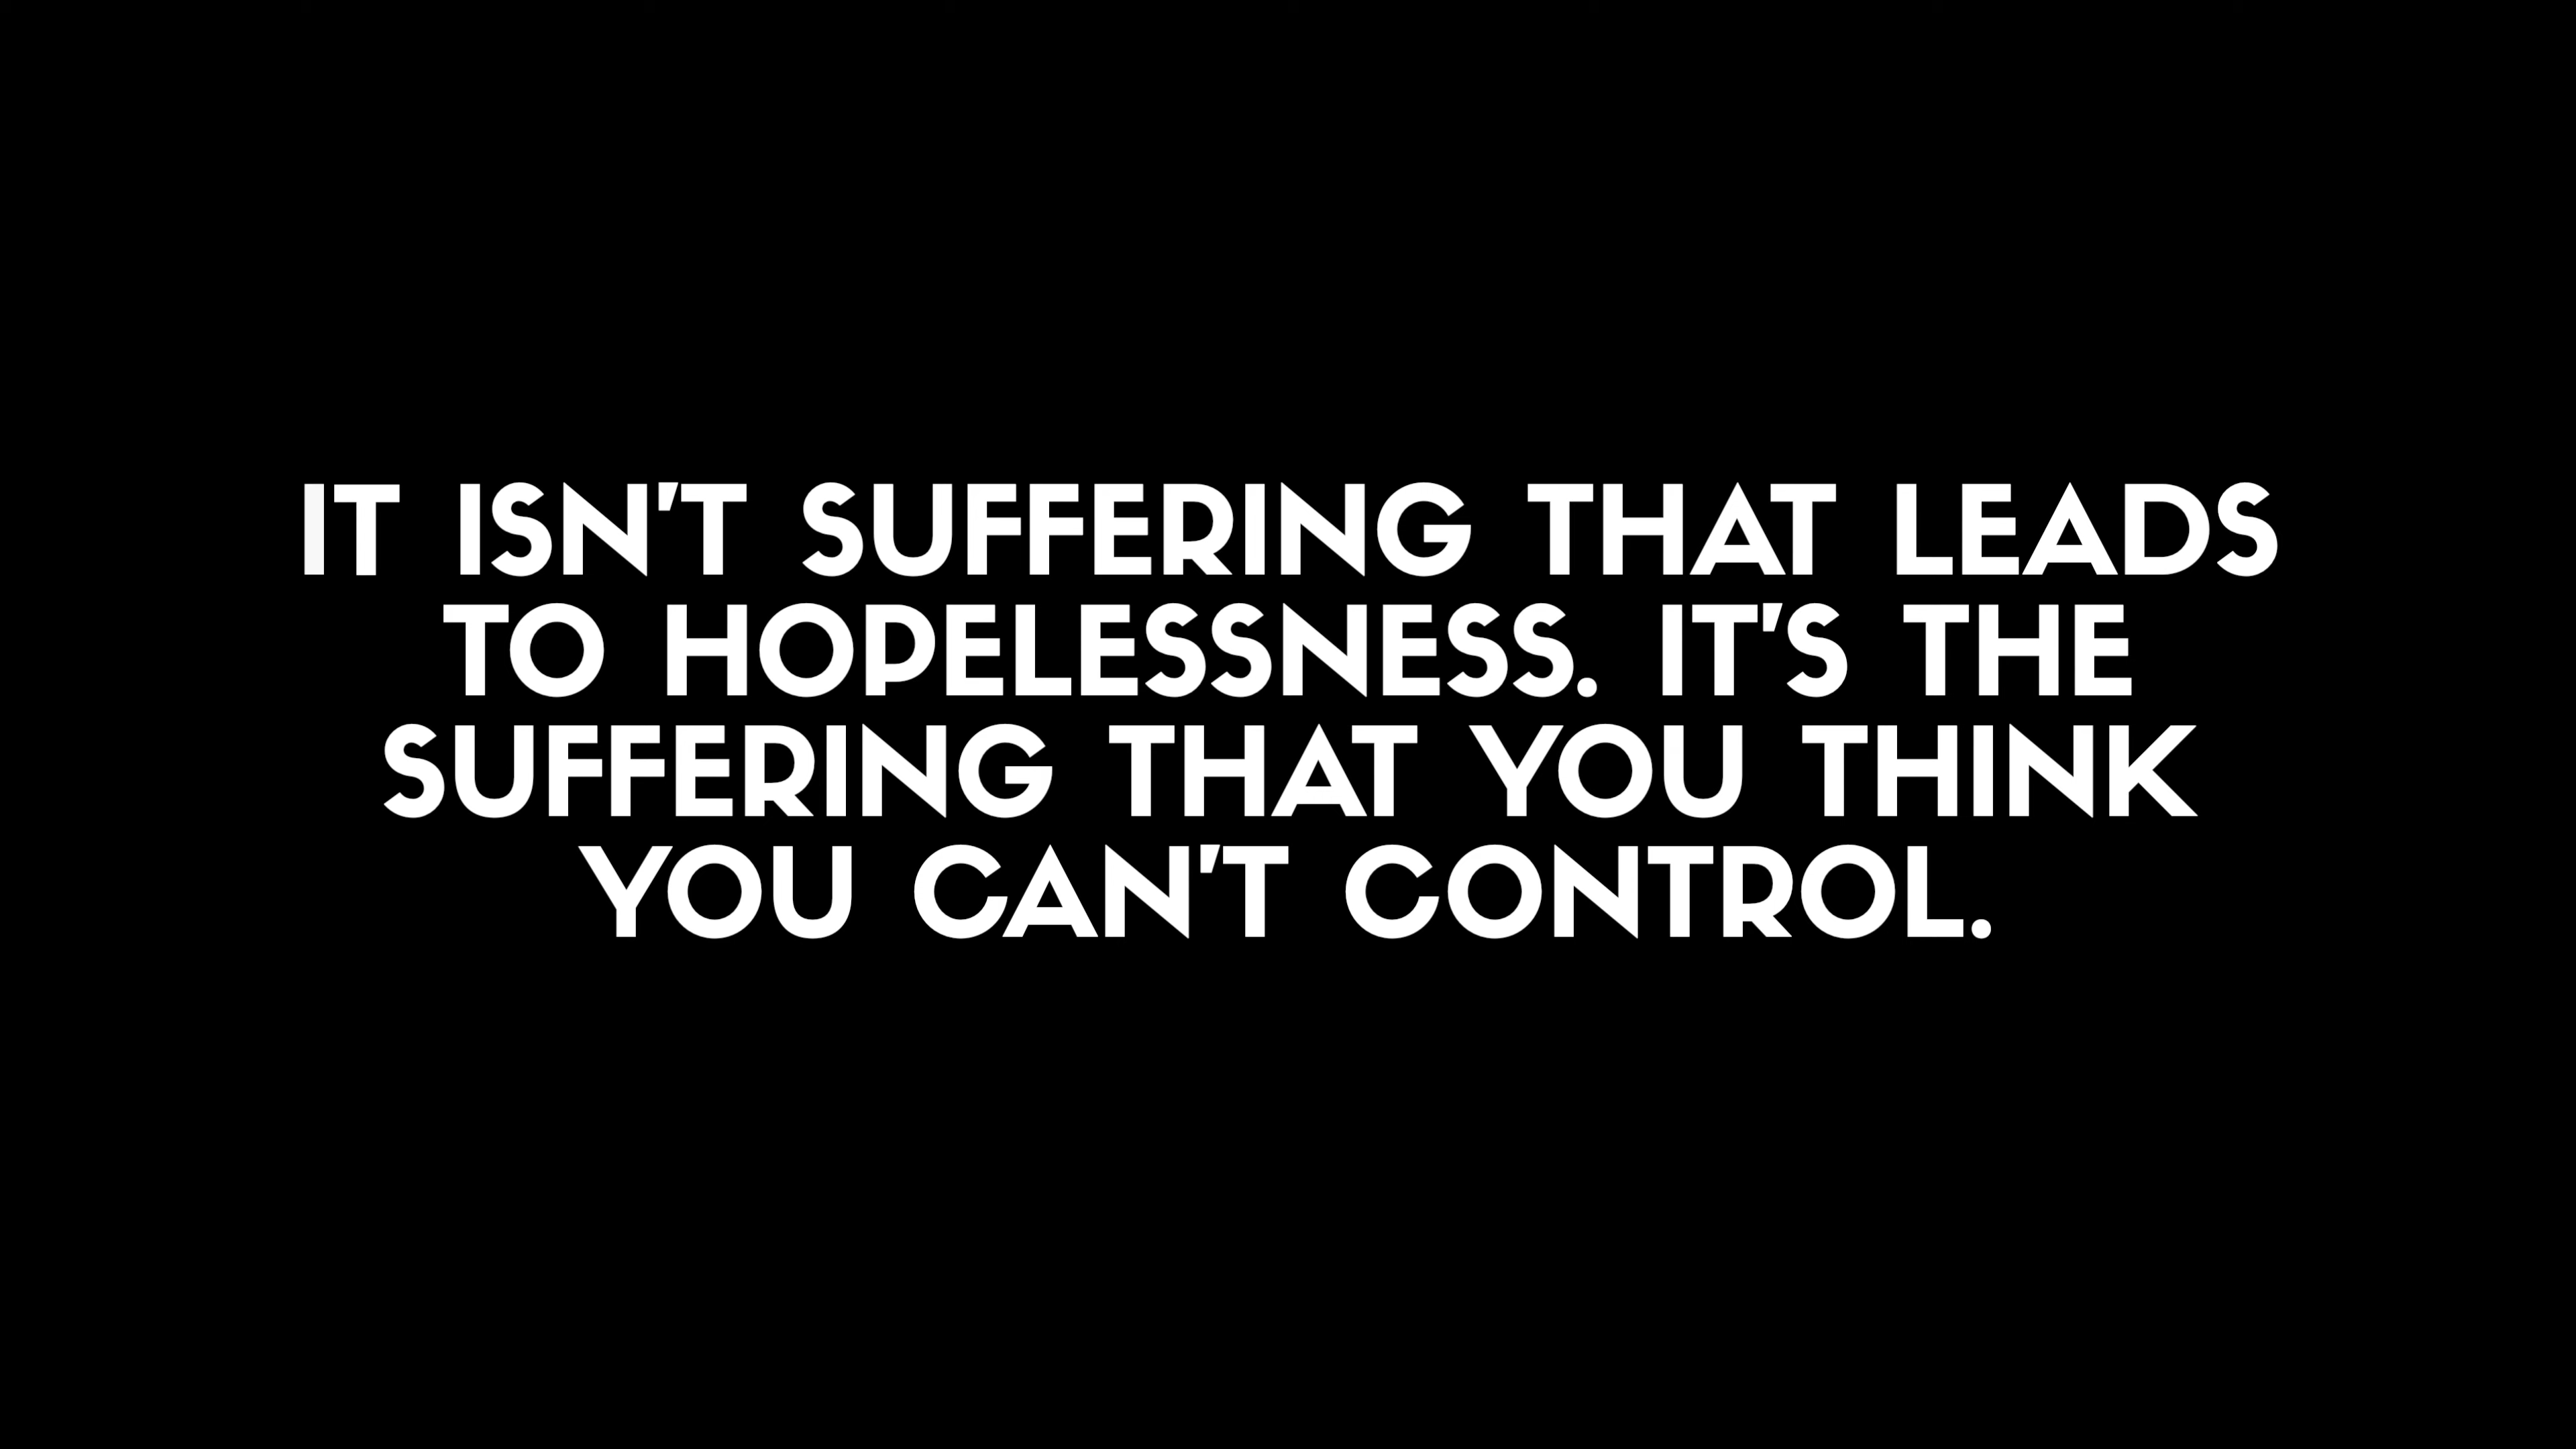 IT ISN'T SUFFERING THAT LEADS
TO HOPELESSNESS. IT'S THE
SUFFERING THAT YOU THINK
YOU CAN'T CONTROL.